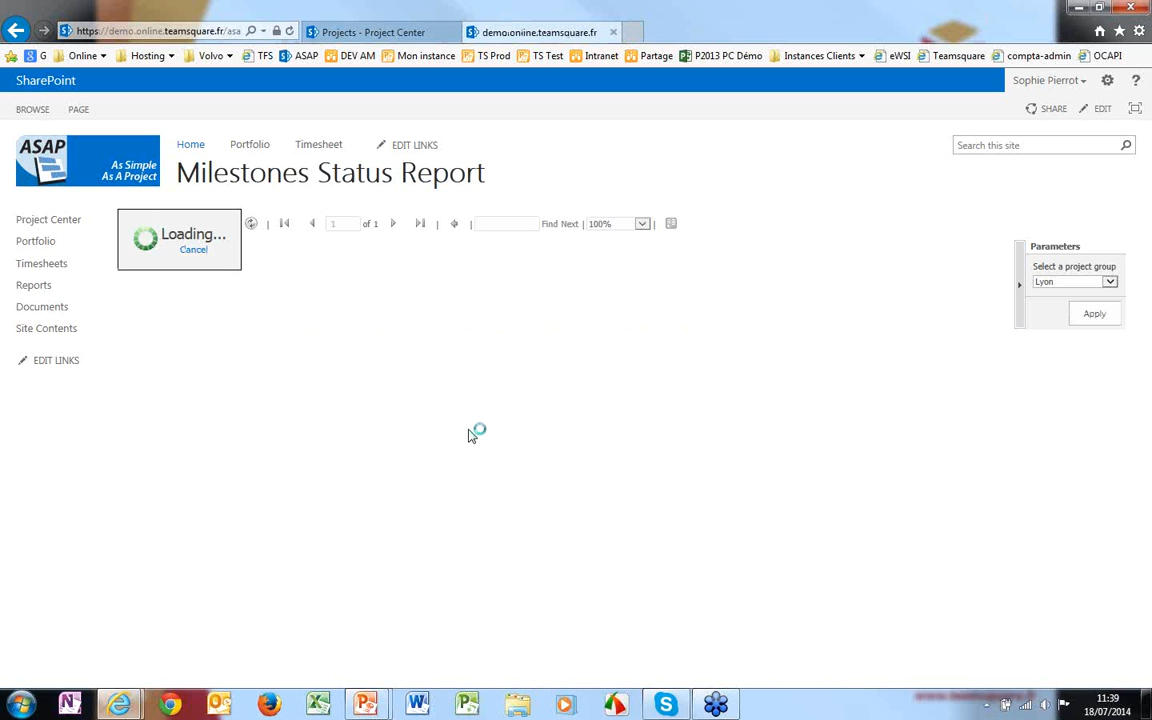 https://demo.online.teamsquare.fr/asa
Projects - Project Center
demo.online.teamsquare.fr
G
Online
Hosting
Volvo
TFS
ASAP
DEV AM
Mon instance
TS Prod
TS Test
Intranet
Partage
P2013 PC Démo
Instances Clients
eWSI
Teamsquare
compta-admin
OCAPI
SharePoint
Sophie Pierrot
?
BROWSE
PAGE
SHARE
EDIT
ASAP
As Simple
As A Project
Home
Portfolio
Timesheet
EDIT LINKS
Search this site
Milestones Status Report
Project Center
Portfolio
Timesheets
Reports
Documents
Site Contents
EDIT LINKS
Loading...
Cancel
1
of 1
Find Next
100%
Parameters
Select a project group
Lyon
Apply
11:39
18/07/2014